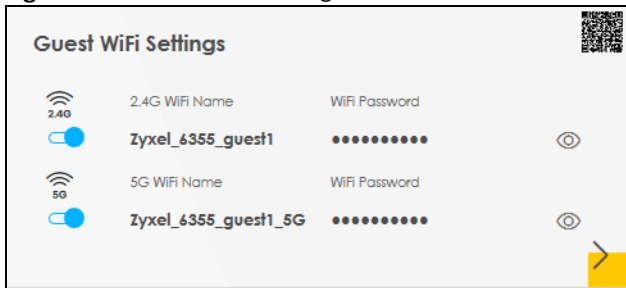 Guest WiFi Settings
2.4G WiFi Name WiFi Password
2.4G
Zyxel_6355_guest1 ●●●●●●●●●●
5G WiFi Name WiFi Password
5G
Zyxel_6355_guest1_5G ●●●●●●●●●●